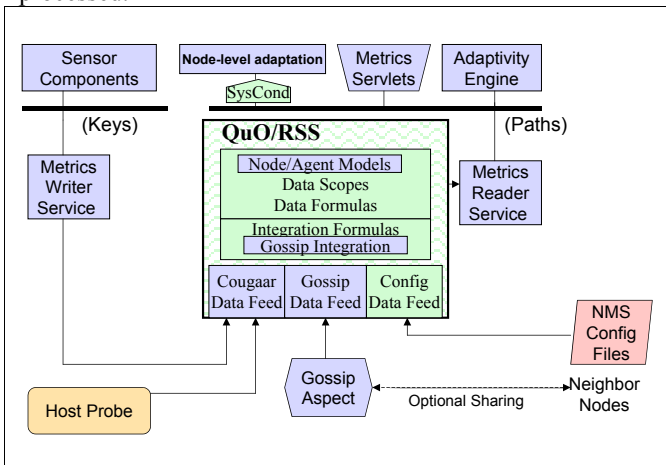 processed.
Sensor
Components
Node-level adaptation
SysCond
Metrics
Servlets
Adaptivity
Engine
(Keys)
(Paths)
QuO/RSS
Metrics
Writer
Service
Node/Agent Models
Data Scopes
Data Formulas
Integration Formulas
Gossip Integration
Metrics
Reader
Service
Cougaar
Data Feed
Gossip
Data Feed
Config
Data Feed
NMS
Config
Files
Host Probe
Gossip
Aspect
Optional Sharing
Neighbor
Nodes